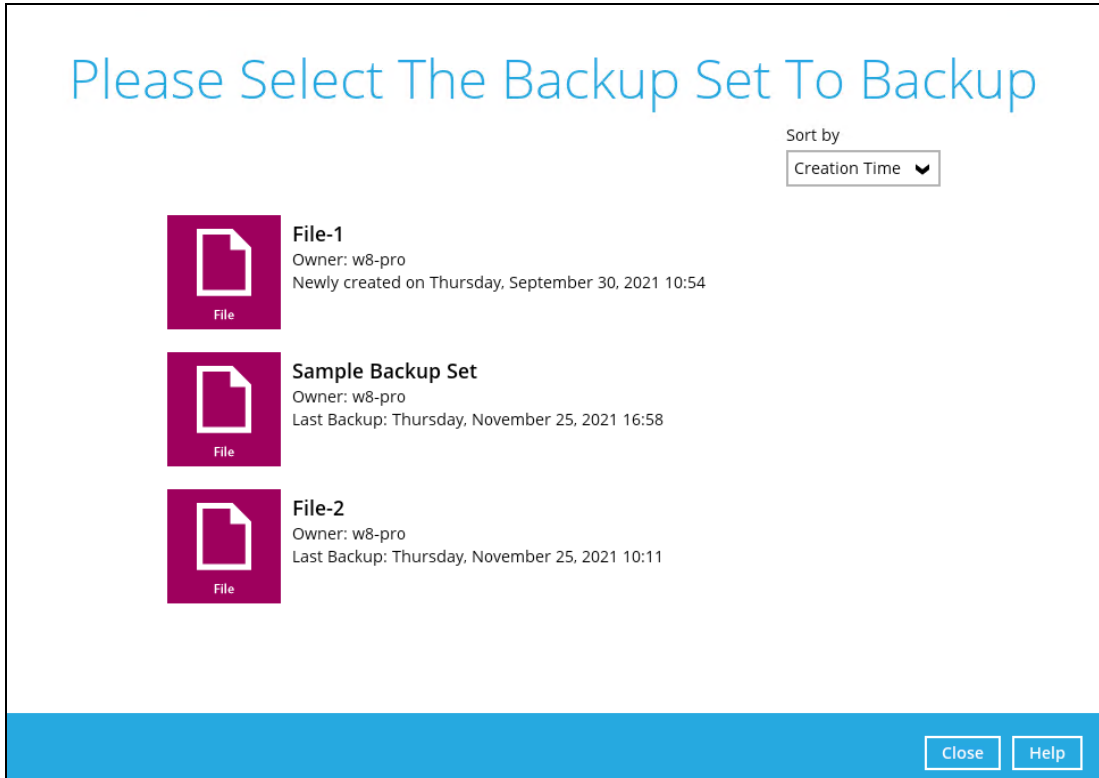 Please Select The Backup Set To Backup
Sort by
Creation Time
File-1
Owner: w8-pro
Newly created on Thursday, September 30, 2021 10:54
File
Sample Backup Set
Owner: w8-pro
Last Backup: Thursday, November 25, 2021 16:58
File
File-2
Owner: w8-pro
Last Backup: Thursday, November 25, 2021 10:11
File
Close
Help